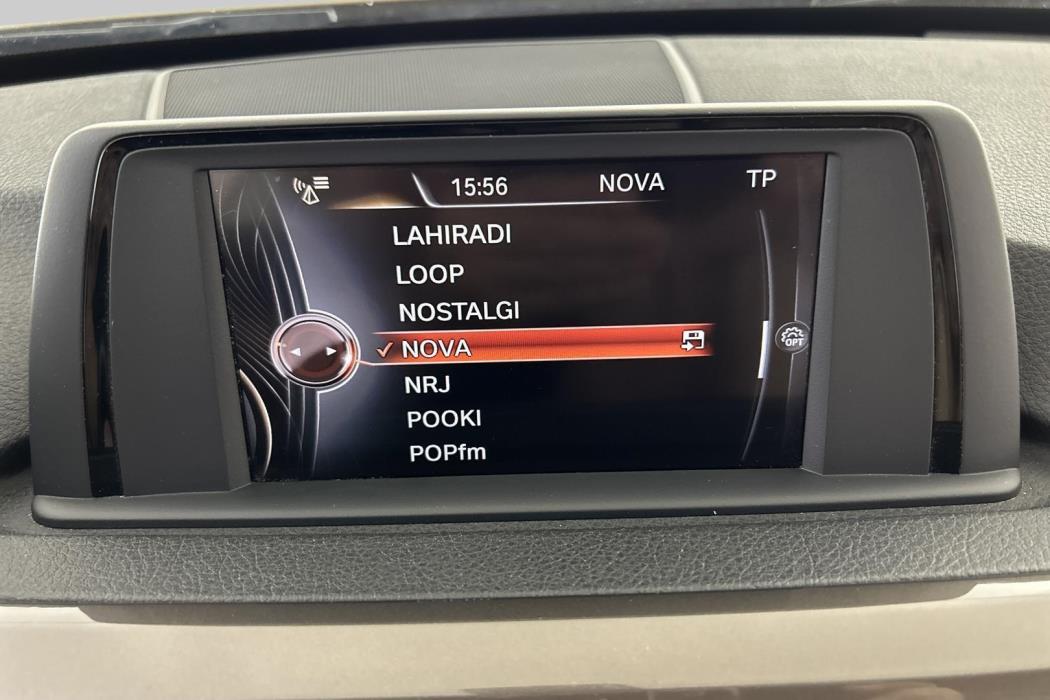 15:56 NOVA TP
LAHIRADI
LOOP
NOSTALGI
NOVA
OPT
NRJ
POOKI
POPfm